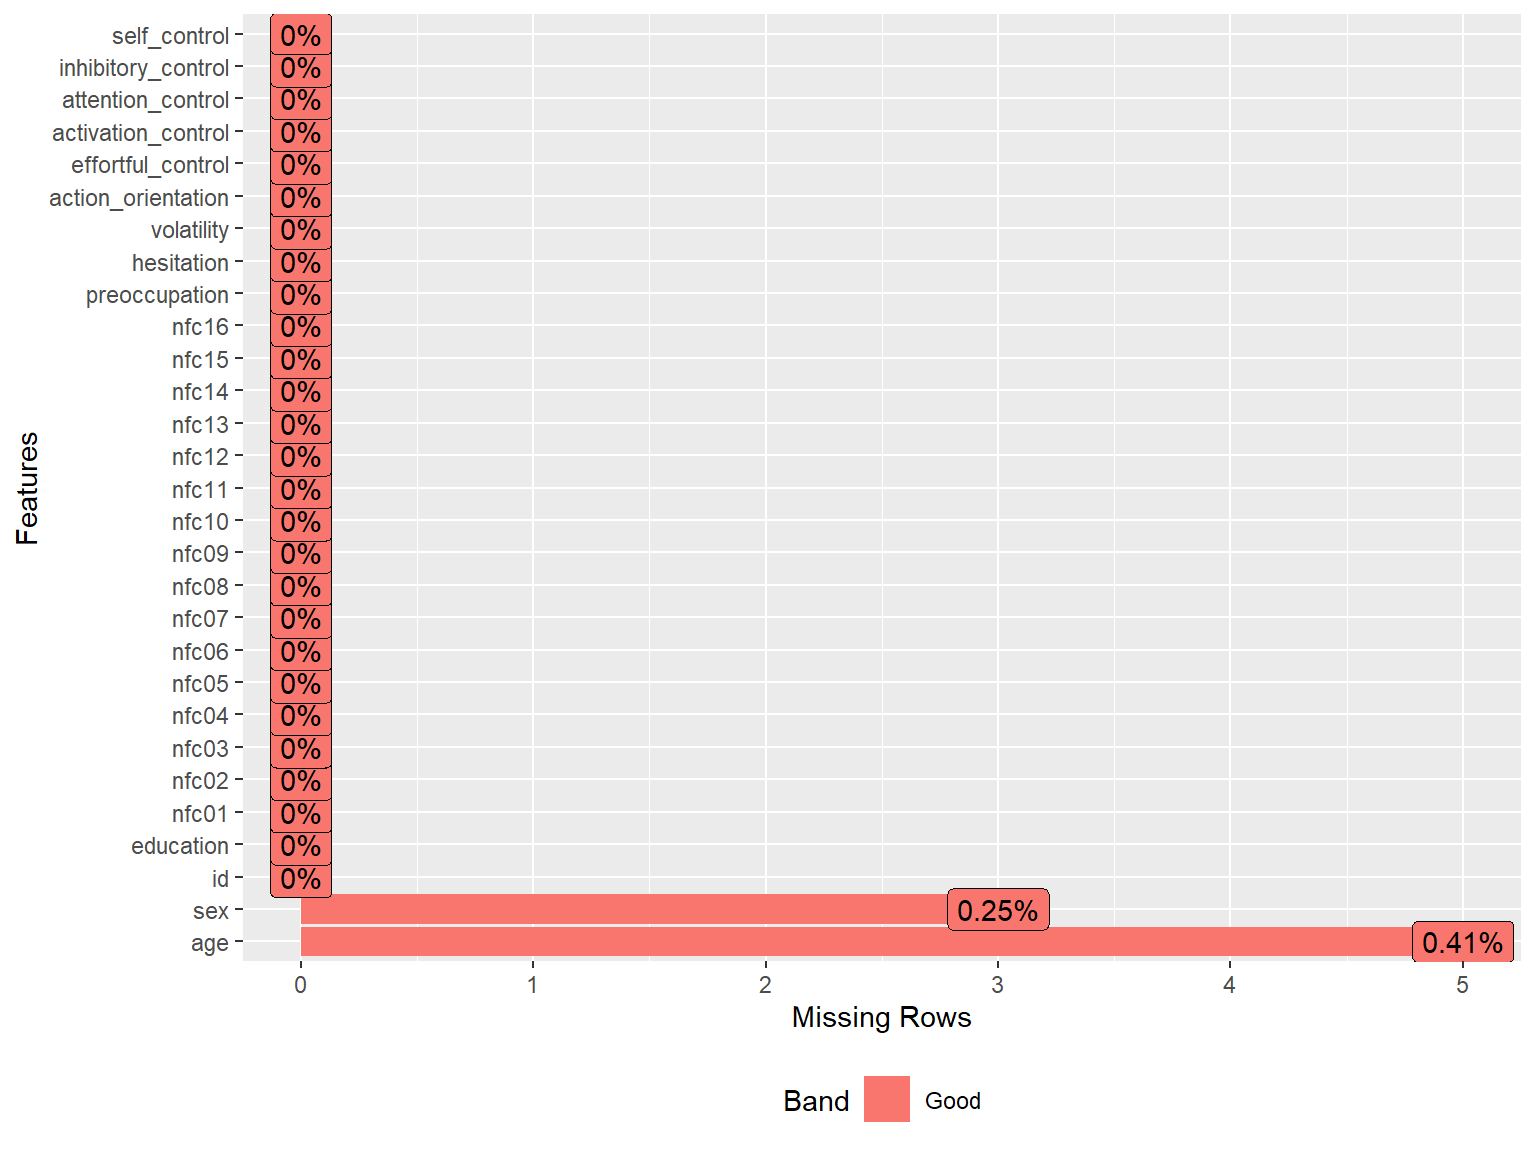 Features
self_control 0%
inhibitory_control 0%
attention_control 0%
activation_control 0%
effortful_control 0%
action_orientation 0%
volatility 0%
hesitation 0%
preoccupation 0%
nfc16 0%
nfc15 0%
nfc14 0%
nfc13 0%
nfc12 0%
nfc11 0%
nfc10 0%
nfc09 0%
nfc08 0%
nfc07 0%
nfc06 0%
nfc05 0%
nfc04 0%
nfc03 0%
nfc02 0%
nfc01 0%
education 0%
id 0%
sex 0.25%
age 0.41%
0 1 2 3 4 5
Missing Rows
Band Good